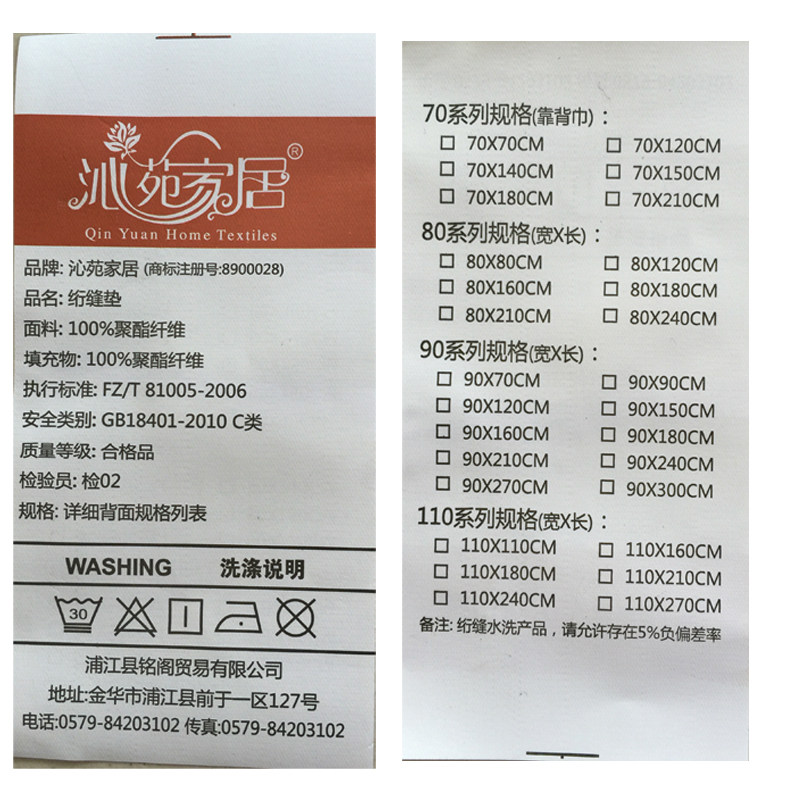 沁苑家居®
Qin Yuan Home Textiles
品牌: 沁苑家居 (商标注册号:8900028)
品名: 绗缝垫
面料: 100%聚酯纤维
填充物: 100%聚酯纤维
执行标准: FZ/T 81005-2006
安全类别: GB18401-2010 C类
质量等级: 合格品
检验员: 检02
规格: 详细背面规格列表
WASHING 洗涤说明
30
浦江县铭阁贸易有限公司
地址:金华市浦江县前于一区127号
电话:0579-84203102 传真:0579-84203102
70系列规格(靠背巾)：
70X70CM 70X120CM
70X140CM 70X150CM
70X180CM 70X210CM
80系列规格(宽X长)：
80X80CM 80X120CM
80X160CM 80X180CM
80X210CM 80X240CM
90系列规格(宽X长)：
90X70CM 90X90CM
90X120CM 90X150CM
90X160CM 90X180CM
90X210CM 90X240CM
90X270CM 90X300CM
110系列规格(宽X长)：
110X110CM 110X160CM
110X180CM 110X210CM
110X240CM 110X270CM
备注: 绗缝水洗产品，请允许存在5%负偏差率